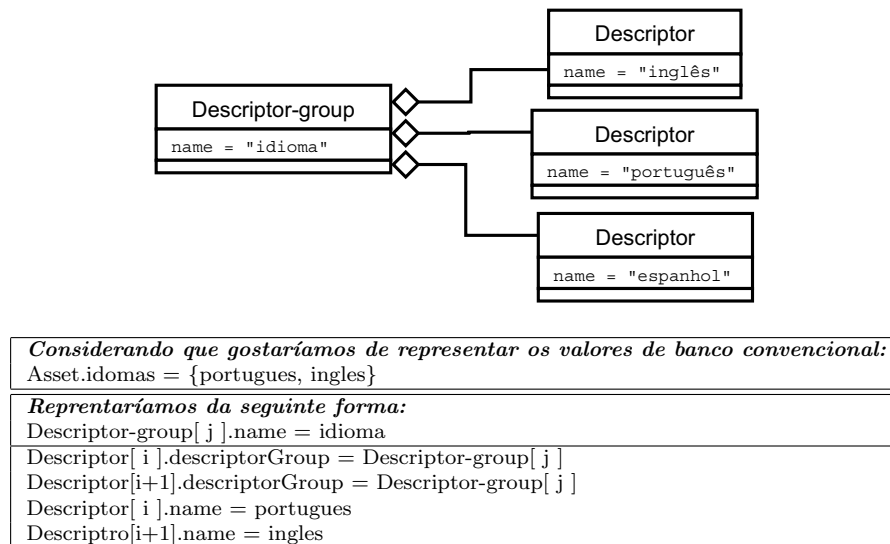 Descriptor
name = "inglês"
Descriptor-group
name = "idioma"
Descriptor
name = "português"
Descriptor
name = "espanhol"
Considerando que gostaríamos de representar os valores de banco convencional:
Asset.idomas = {portugues, ingles}
Reprentaríamos da seguinte forma:
Descriptor-group[ j ].name = idioma
Descriptor[ i ].descriptorGroup = Descriptor-group[ j ]
Descriptor[i+1].descriptorGroup = Descriptor-group[ j ]
Descriptor[ i ].name = portugues
Descriptro[i+1].name = ingles